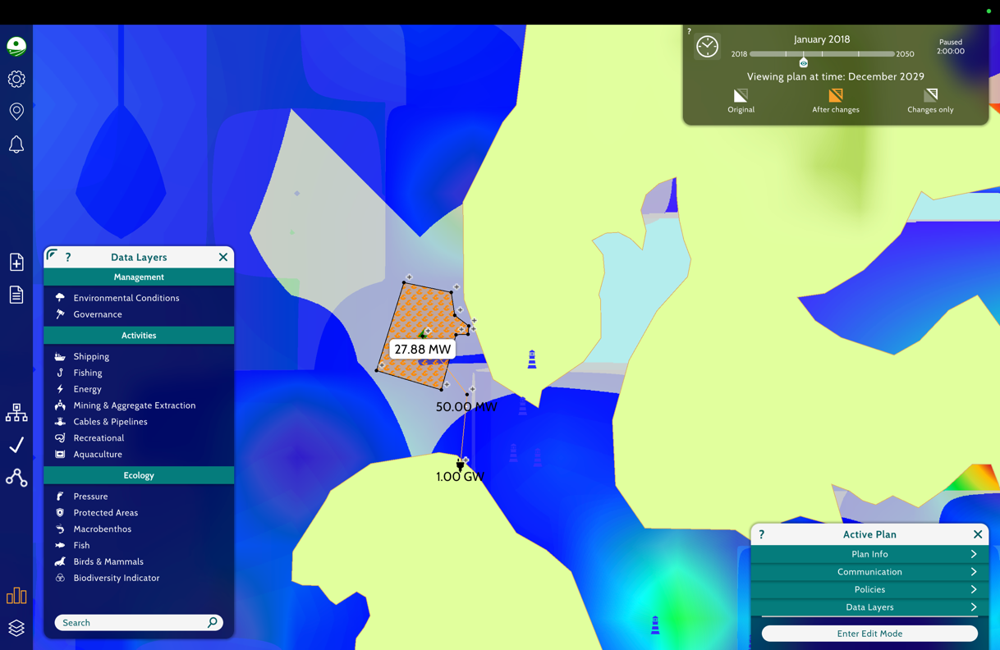 ?
January 2018
2018
2050
Paused
2:00:00
Viewing plan at time: December 2029
Original
After changes
Changes only
? Data Layers
Management
Environmental Conditions
Governance
Activities
Shipping
Fishing
Energy
Mining & Aggregate Extraction
Cables & Pipelines
Recreational
Aquaculture
Ecology
Pressure
Protected Areas
Macrobenthos
Fish
Birds & Mammals
Biodiversity Indicator
Search
27.88 MW
50.00 MW
1.00 GW
? Active Plan
Plan Info
Communication
Policies
Data Layers
Enter Edit Mode